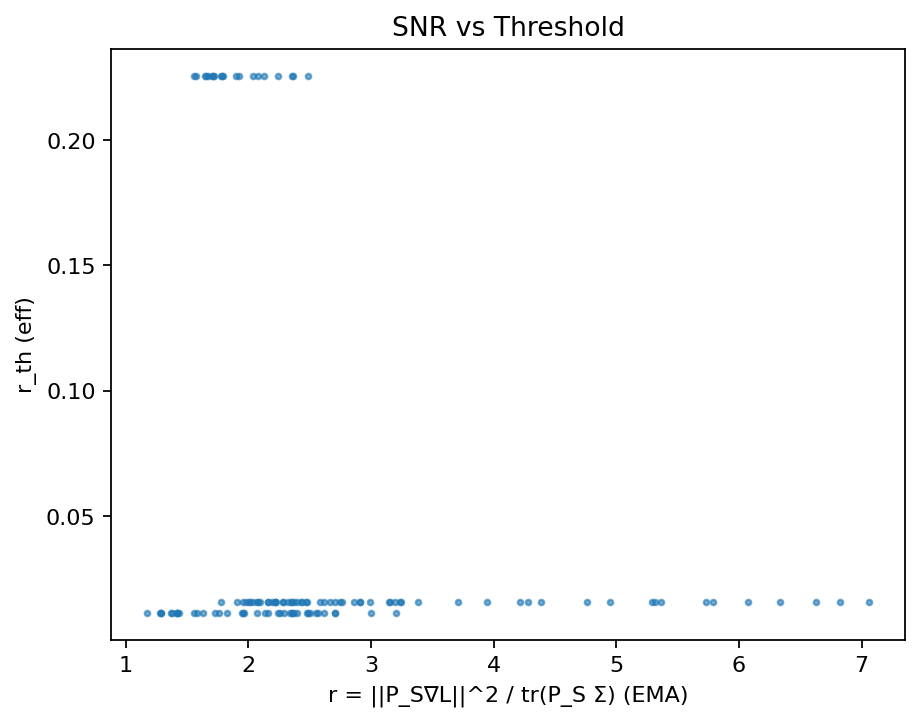 SNR vs Threshold
r_th (eff)
0.20
0.15
0.10
0.05
1 2 3 4 5 6 7
r = ||P_S∇L||^2 / tr(P_S Σ) (EMA)